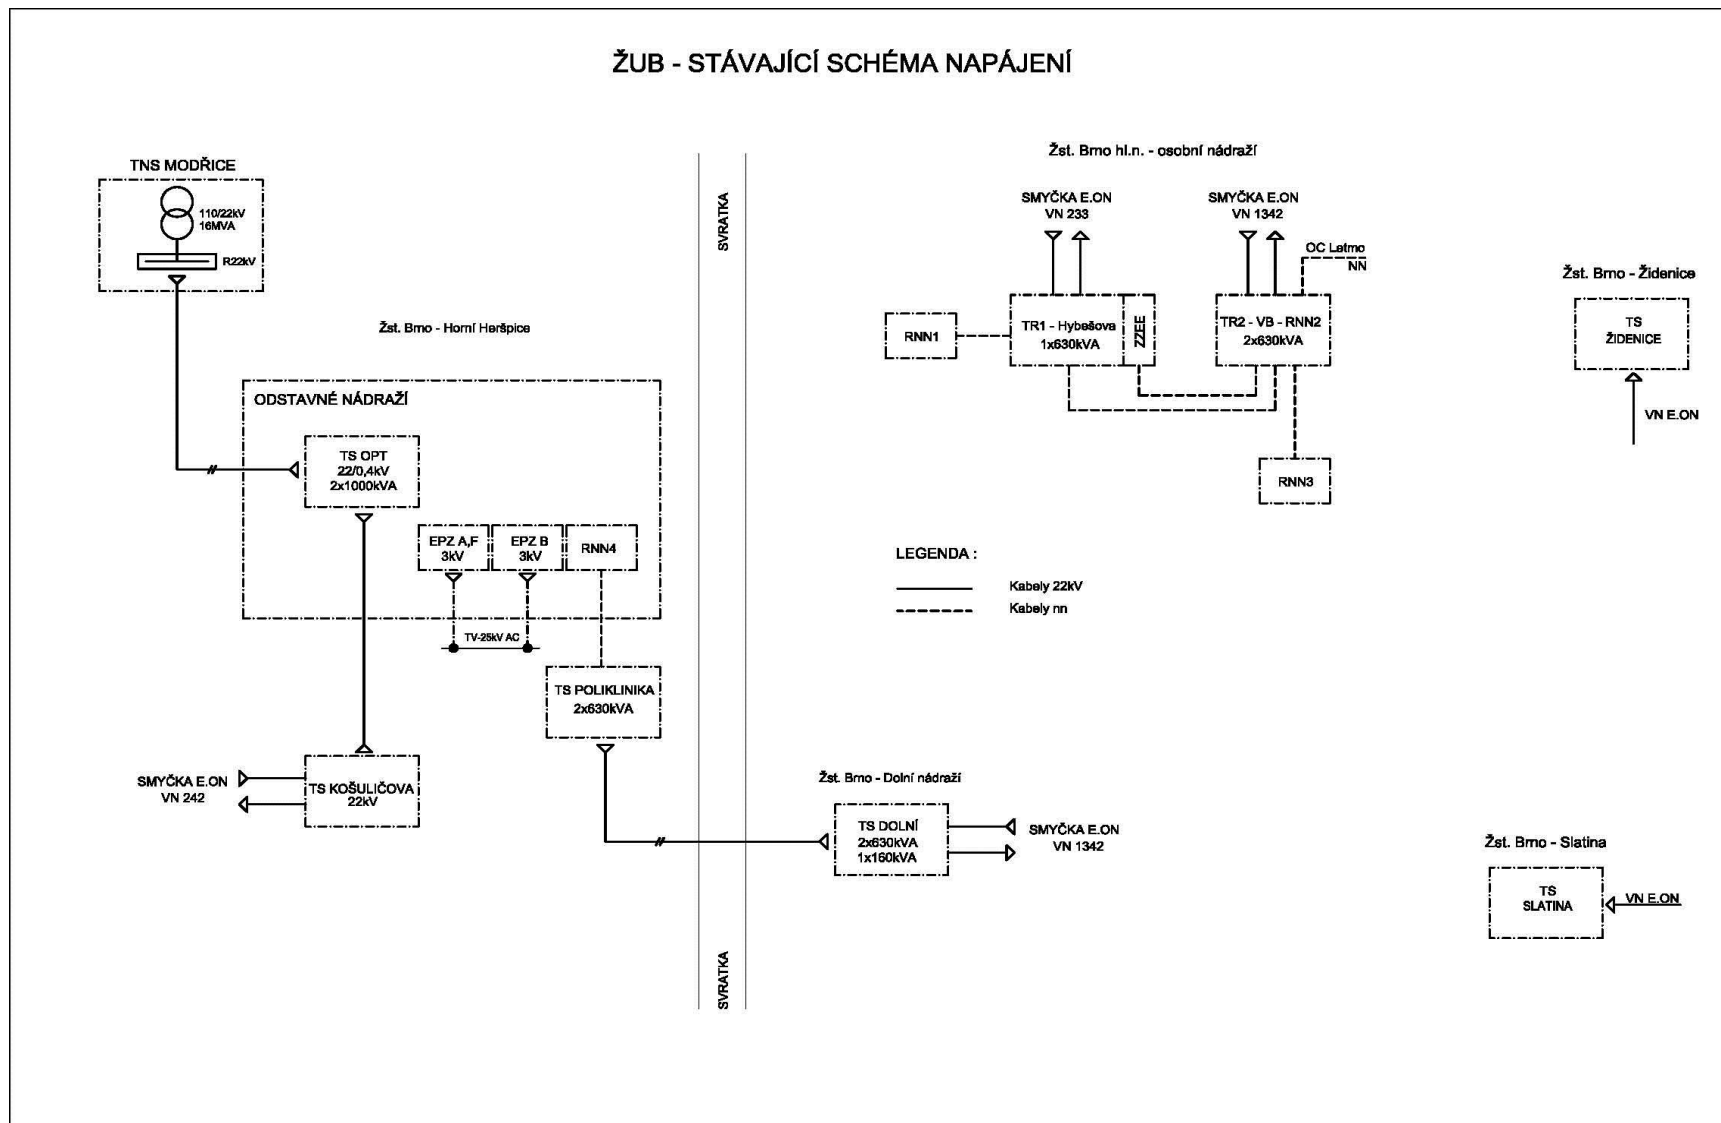 ŽUB - STÁVAJÍCÍ SCHÉMA NAPÁJENÍ
TNS MODŘICE
110/22kV
16MVA
R22kV
Žst. Brno - Horní Heršpice
ODSTAVNÉ NÁDRAŽÍ
TS OPT
22/0,4kV
2x1000kVA
EPZ A,F
3kV
EPZ B
3kV
RNN4
TV-25kV AC
TS POLIKLINIKA
2x630kVA
SMYČKA E.ON
VN 242
TS KOŠULIČOVA
22kV
SVRATKA
SVRATKA
Žst. Brno hl.n. - osobní nádraží
SMYČKA E.ON
VN 233
SMYČKA E.ON
VN 1342
OC Letmo
NN
RNN1
TR1 - Hybešova
1x630kVA
ZZEE
TR2 - VB - RNN2
2x630kVA
RNN3
LEGENDA :
Kabely 22kV
Kabely nn
Žst. Brno - Dolní nádraží
TS DOLNÍ
2x630kVA
1x160kVA
SMYČKA E.ON
VN 1342
Žst. Brno - Židenice
TS
ŽIDENICE
VN E.ON
Žst. Brno - Slatina
TS
SLATINA
VN E.ON